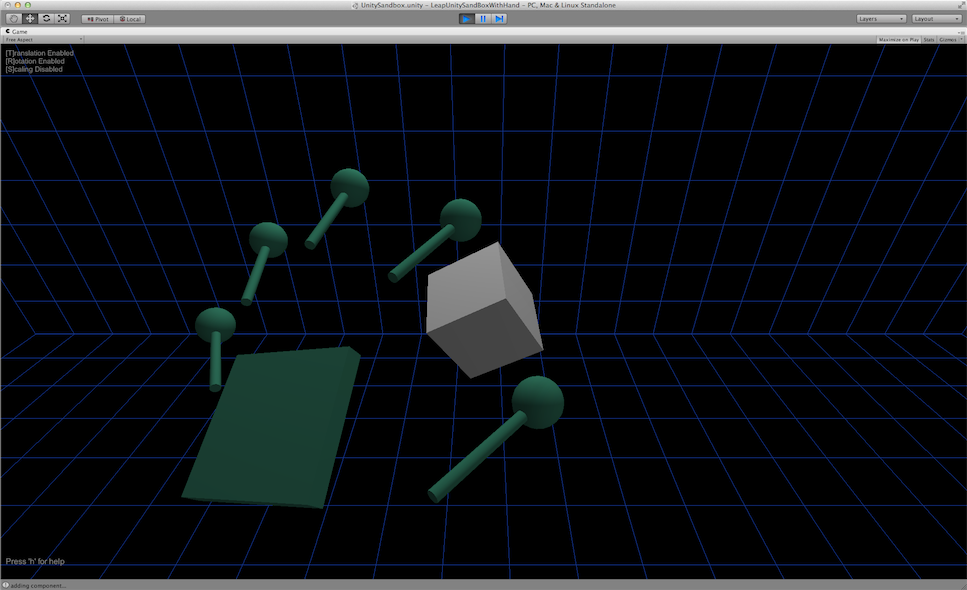 UnitySandbox.unity – LeapUnitySandBoxWithHand – PC, Mac & Linux Standalone
Pivot Local Layers Layout
Game
Free Aspect Maximize on Play Stats Gizmos
[T]ranslation Enabled
[R]otation Enabled
[S]caling Disabled
Press 'h' for help
adding component...